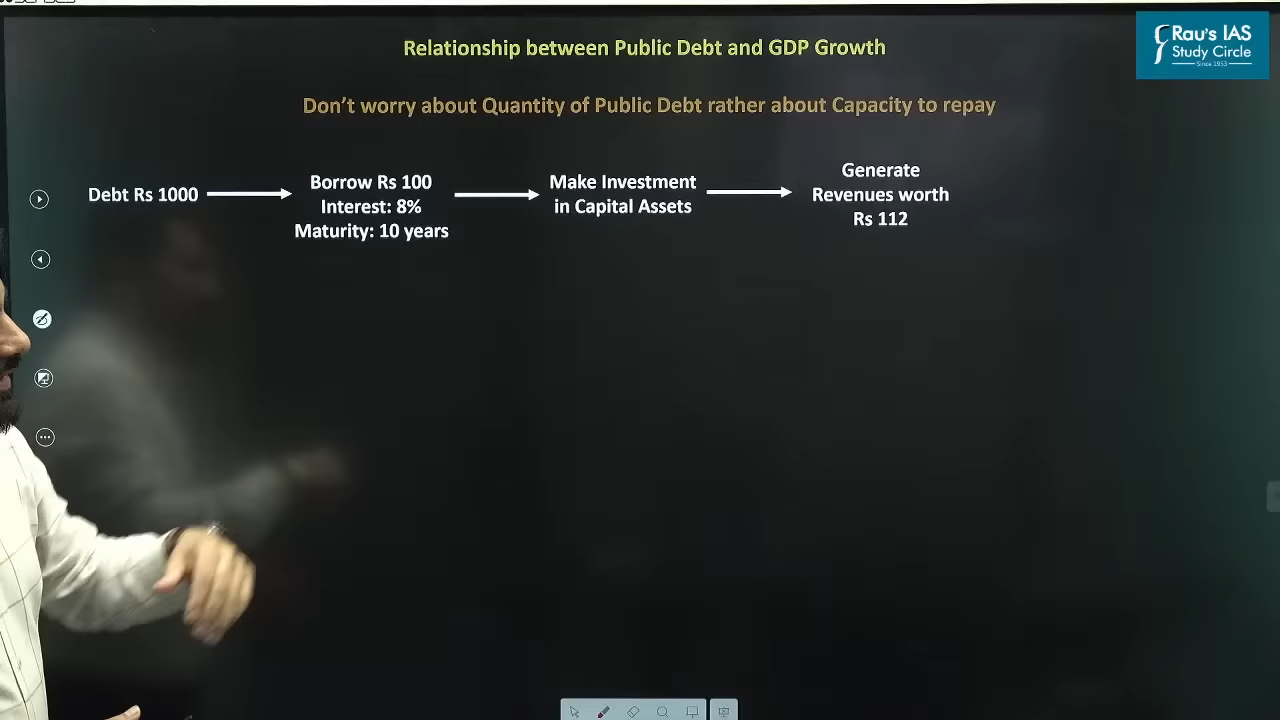 Rau's IAS
Study Circle
Since 1953
Relationship between Public Debt and GDP Growth
Don't worry about Quantity of Public Debt rather about Capacity to repay
Debt Rs 1000
Borrow Rs 100
Interest: 8%
Maturity: 10 years
Make Investment
in Capital Assets
Generate
Revenues worth
Rs 112